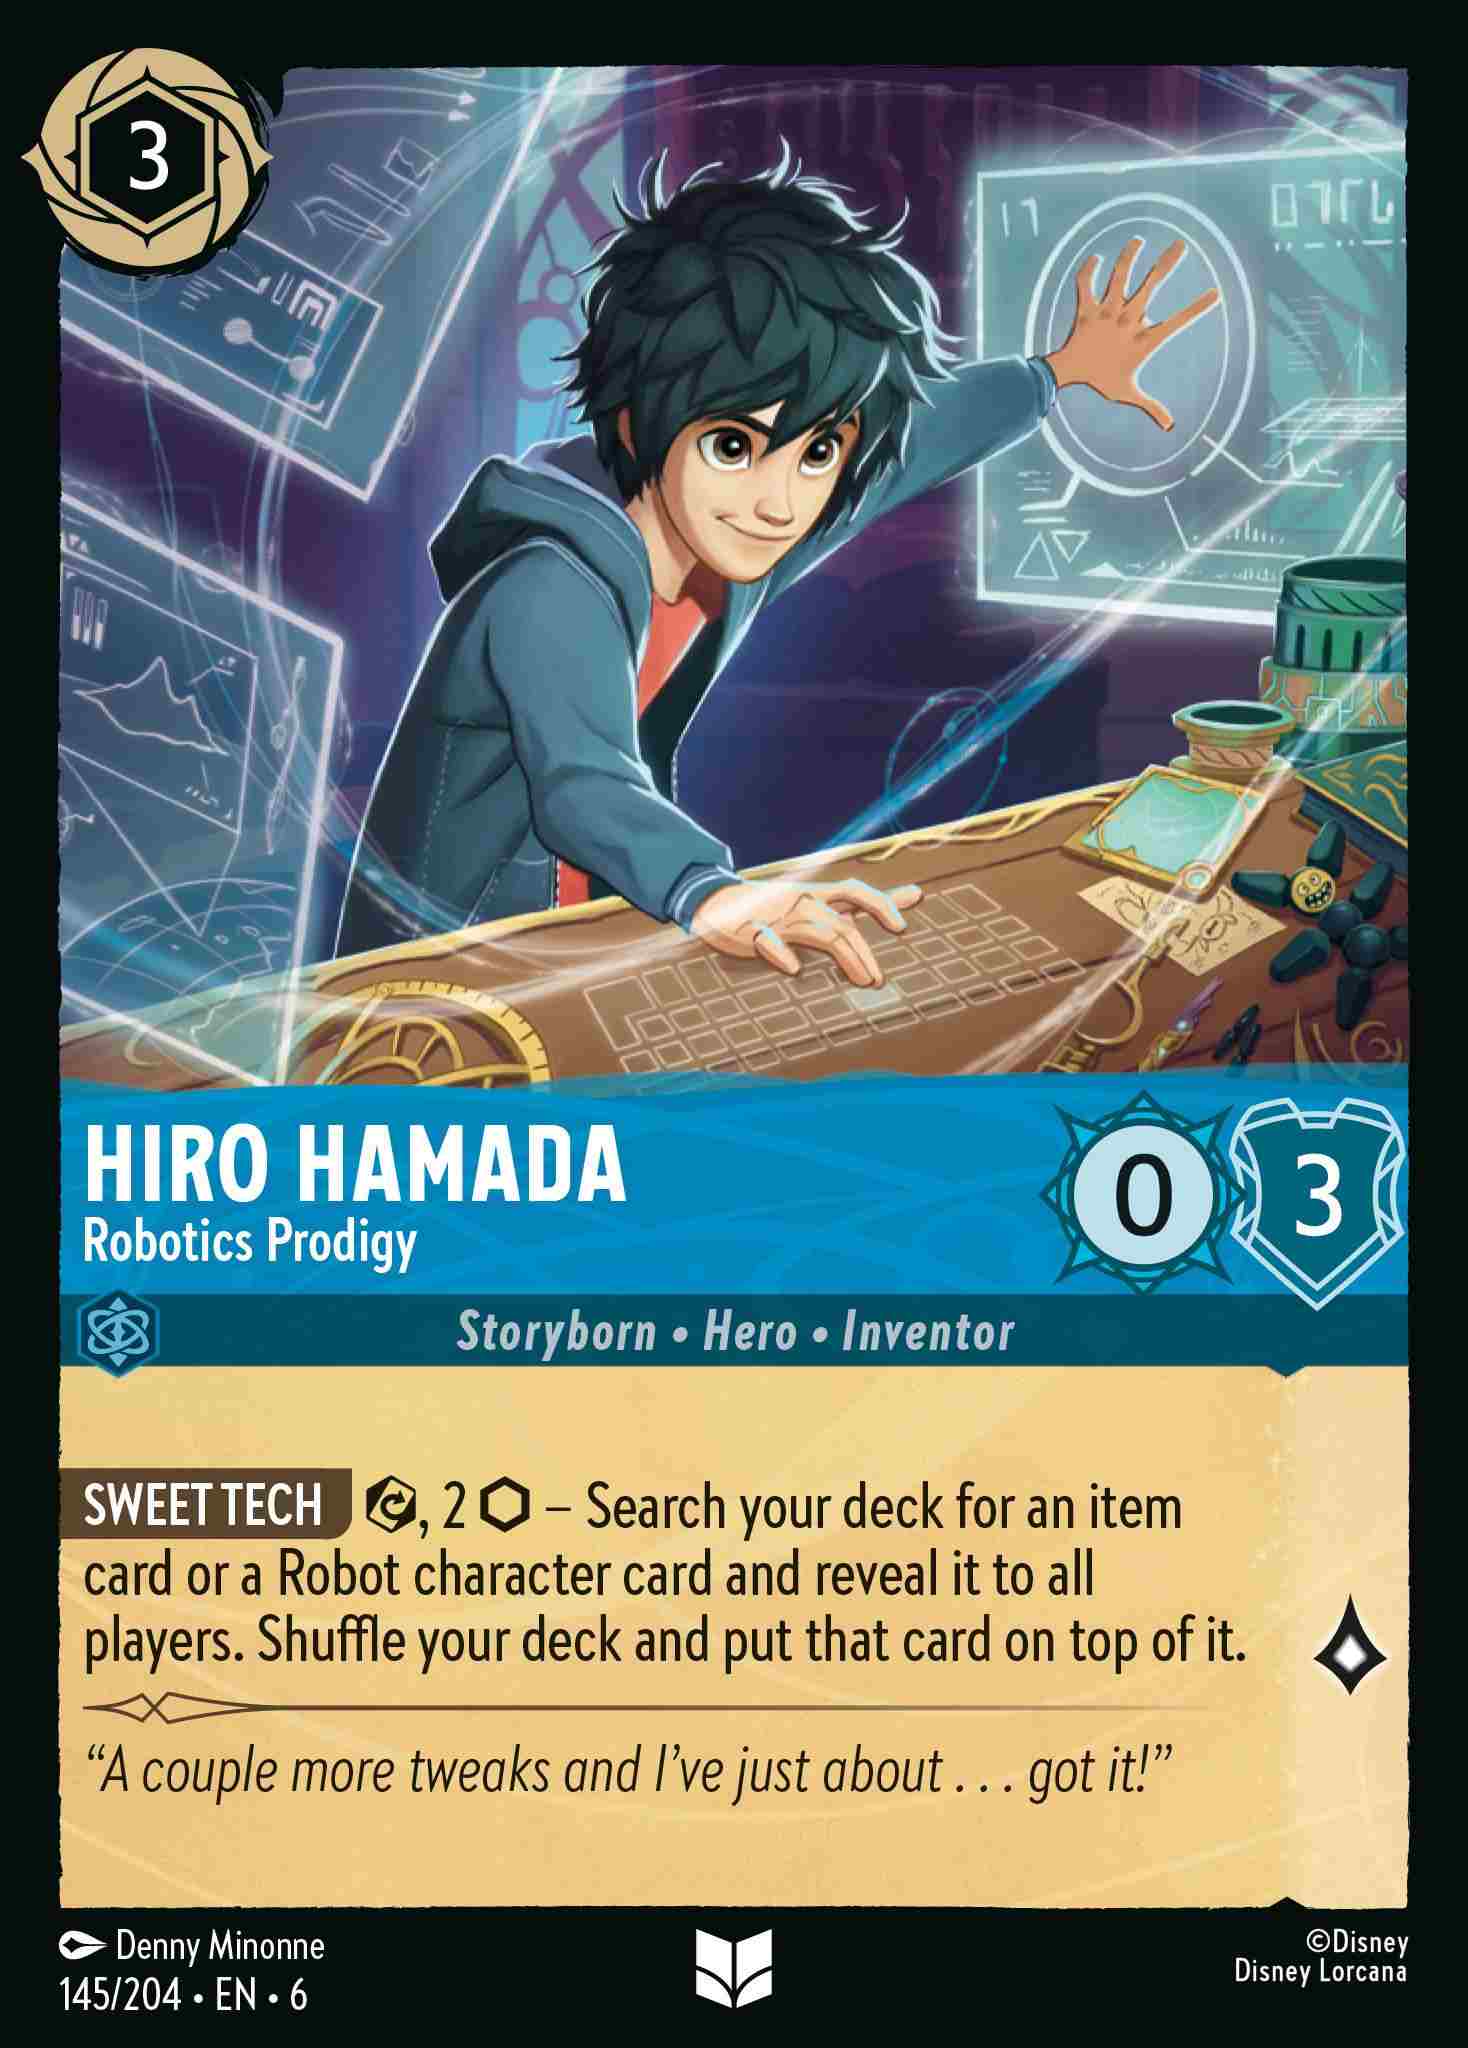 3
HIRO HAMADA
Robotics Prodigy
0
3
Storyborn • Hero • Inventor
SWEET TECH , 2 – Search your deck for an item
card or a Robot character card and reveal it to all
players. Shuffle your deck and put that card on top of it.
“A couple more tweaks and I’ve just about . . . got it!”
Denny Minonne
145/204 • EN • 6
©Disney
Disney Lorcana